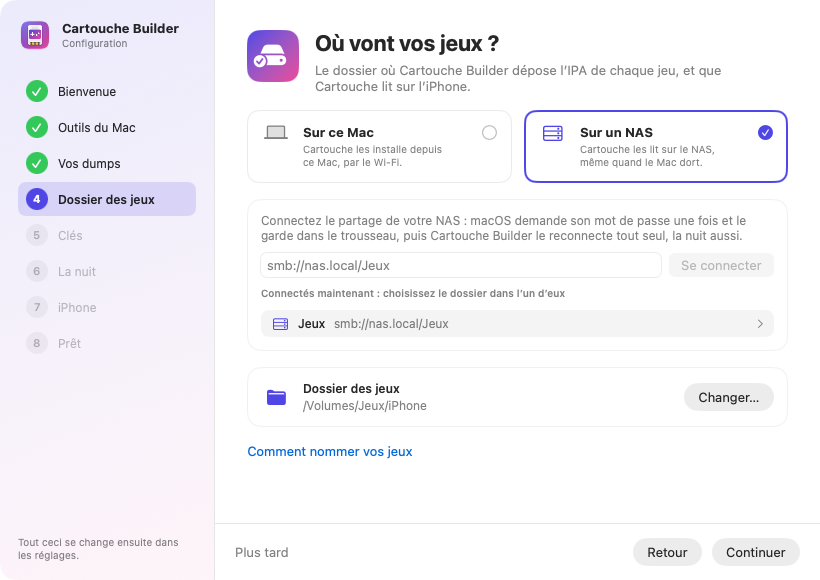 Cartouche Builder
Configuration
Bienvenue
Outils du Mac
Vos dumps
4 Dossier des jeux
5 Clés
6 La nuit
7 iPhone
8 Prêt
Tout ceci se change ensuite dans
les réglages.
Où vont vos jeux ?
Le dossier où Cartouche Builder dépose l’IPA de chaque jeu, et que
Cartouche lit sur l’iPhone.
Sur ce Mac
Cartouche les installe depuis
ce Mac, par le Wi-Fi.
Sur un NAS
Cartouche les lit sur le NAS,
même quand le Mac dort.
Connectez le partage de votre NAS : macOS demande son mot de passe une fois et le
garde dans le trousseau, puis Cartouche Builder le reconnecte tout seul, la nuit aussi.
smb://nas.local/Jeux
Se connecter
Connectés maintenant : choisissez le dossier dans l’un d’eux
Jeux smb://nas.local/Jeux
Dossier des jeux
/Volumes/Jeux/iPhone
Changer…
Comment nommer vos jeux
Plus tard
Retour
Continuer